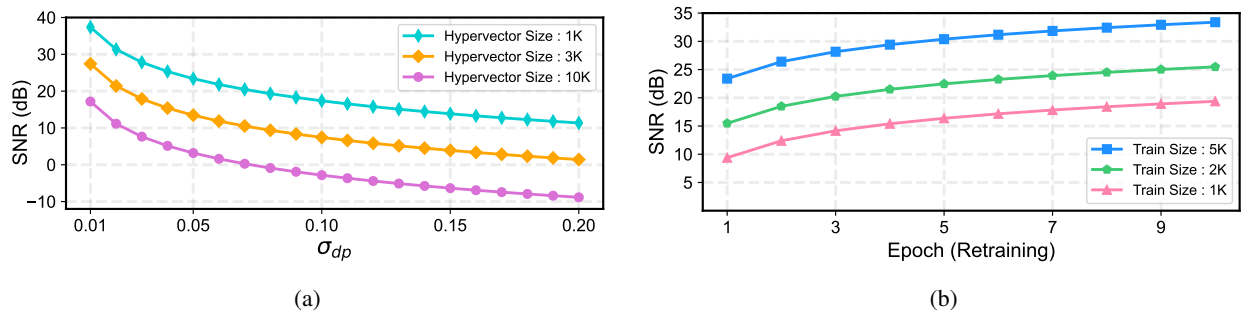 40
30
20
10
0
−10
SNR (dB)
Hypervector Size : 1K
Hypervector Size : 3K
Hypervector Size : 10K
0.01
0.05
0.10
0.15
0.20
σdp
(a)
35
30
25
20
15
10
5
SNR (dB)
Train Size : 5K
Train Size : 2K
Train Size : 1K
1
3
5
7
9
Epoch (Retraining)
(b)